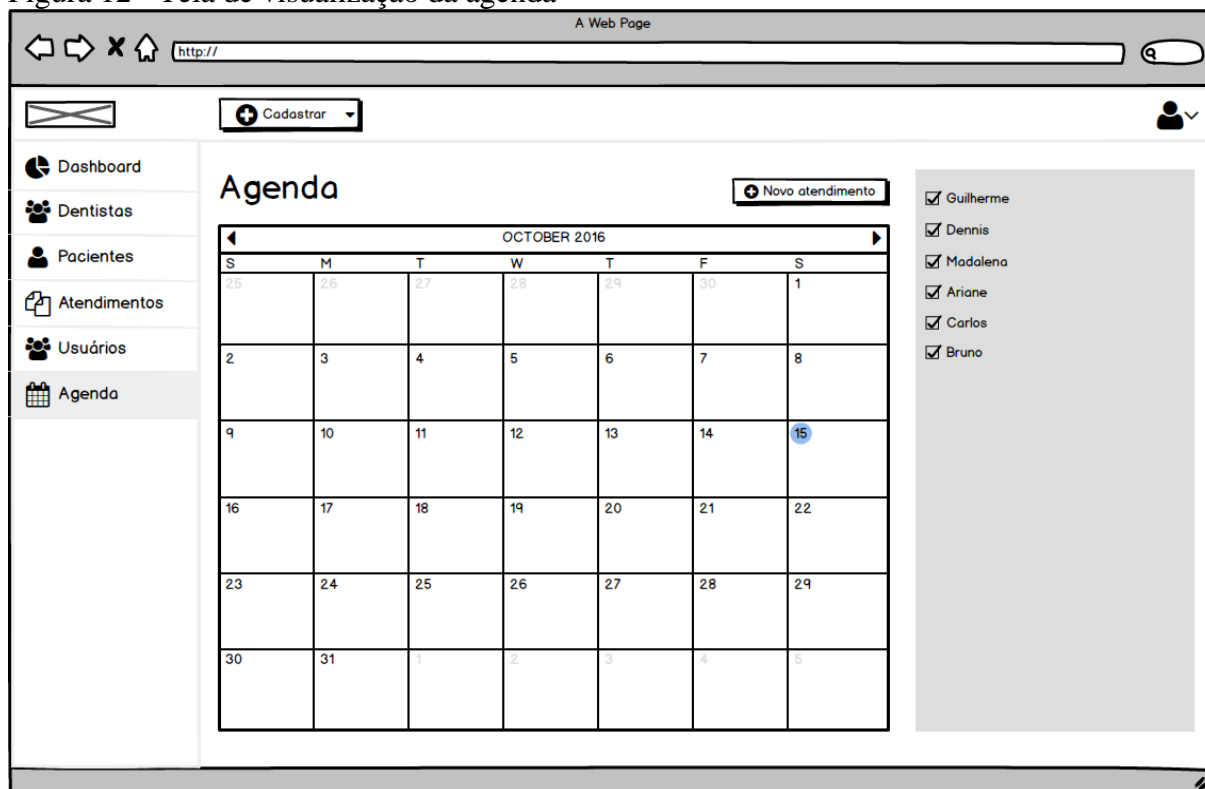 Figura 12 - Tela de visualização da agenda
A Web Page
http://
Cadastrar
Dashboard
Dentistas
Pacientes
Atendimentos
Usuários
Agenda
Agenda
Novo atendimento
OCTOBER 2016
S M T W T F S
25 26 27 28 29 30 1
2 3 4 5 6 7 8
9 10 11 12 13 14 15
16 17 18 19 20 21 22
23 24 25 26 27 28 29
30 31 1 2 3 4 5
Guilherme
Dennis
Madalena
Ariane
Carlos
Bruno